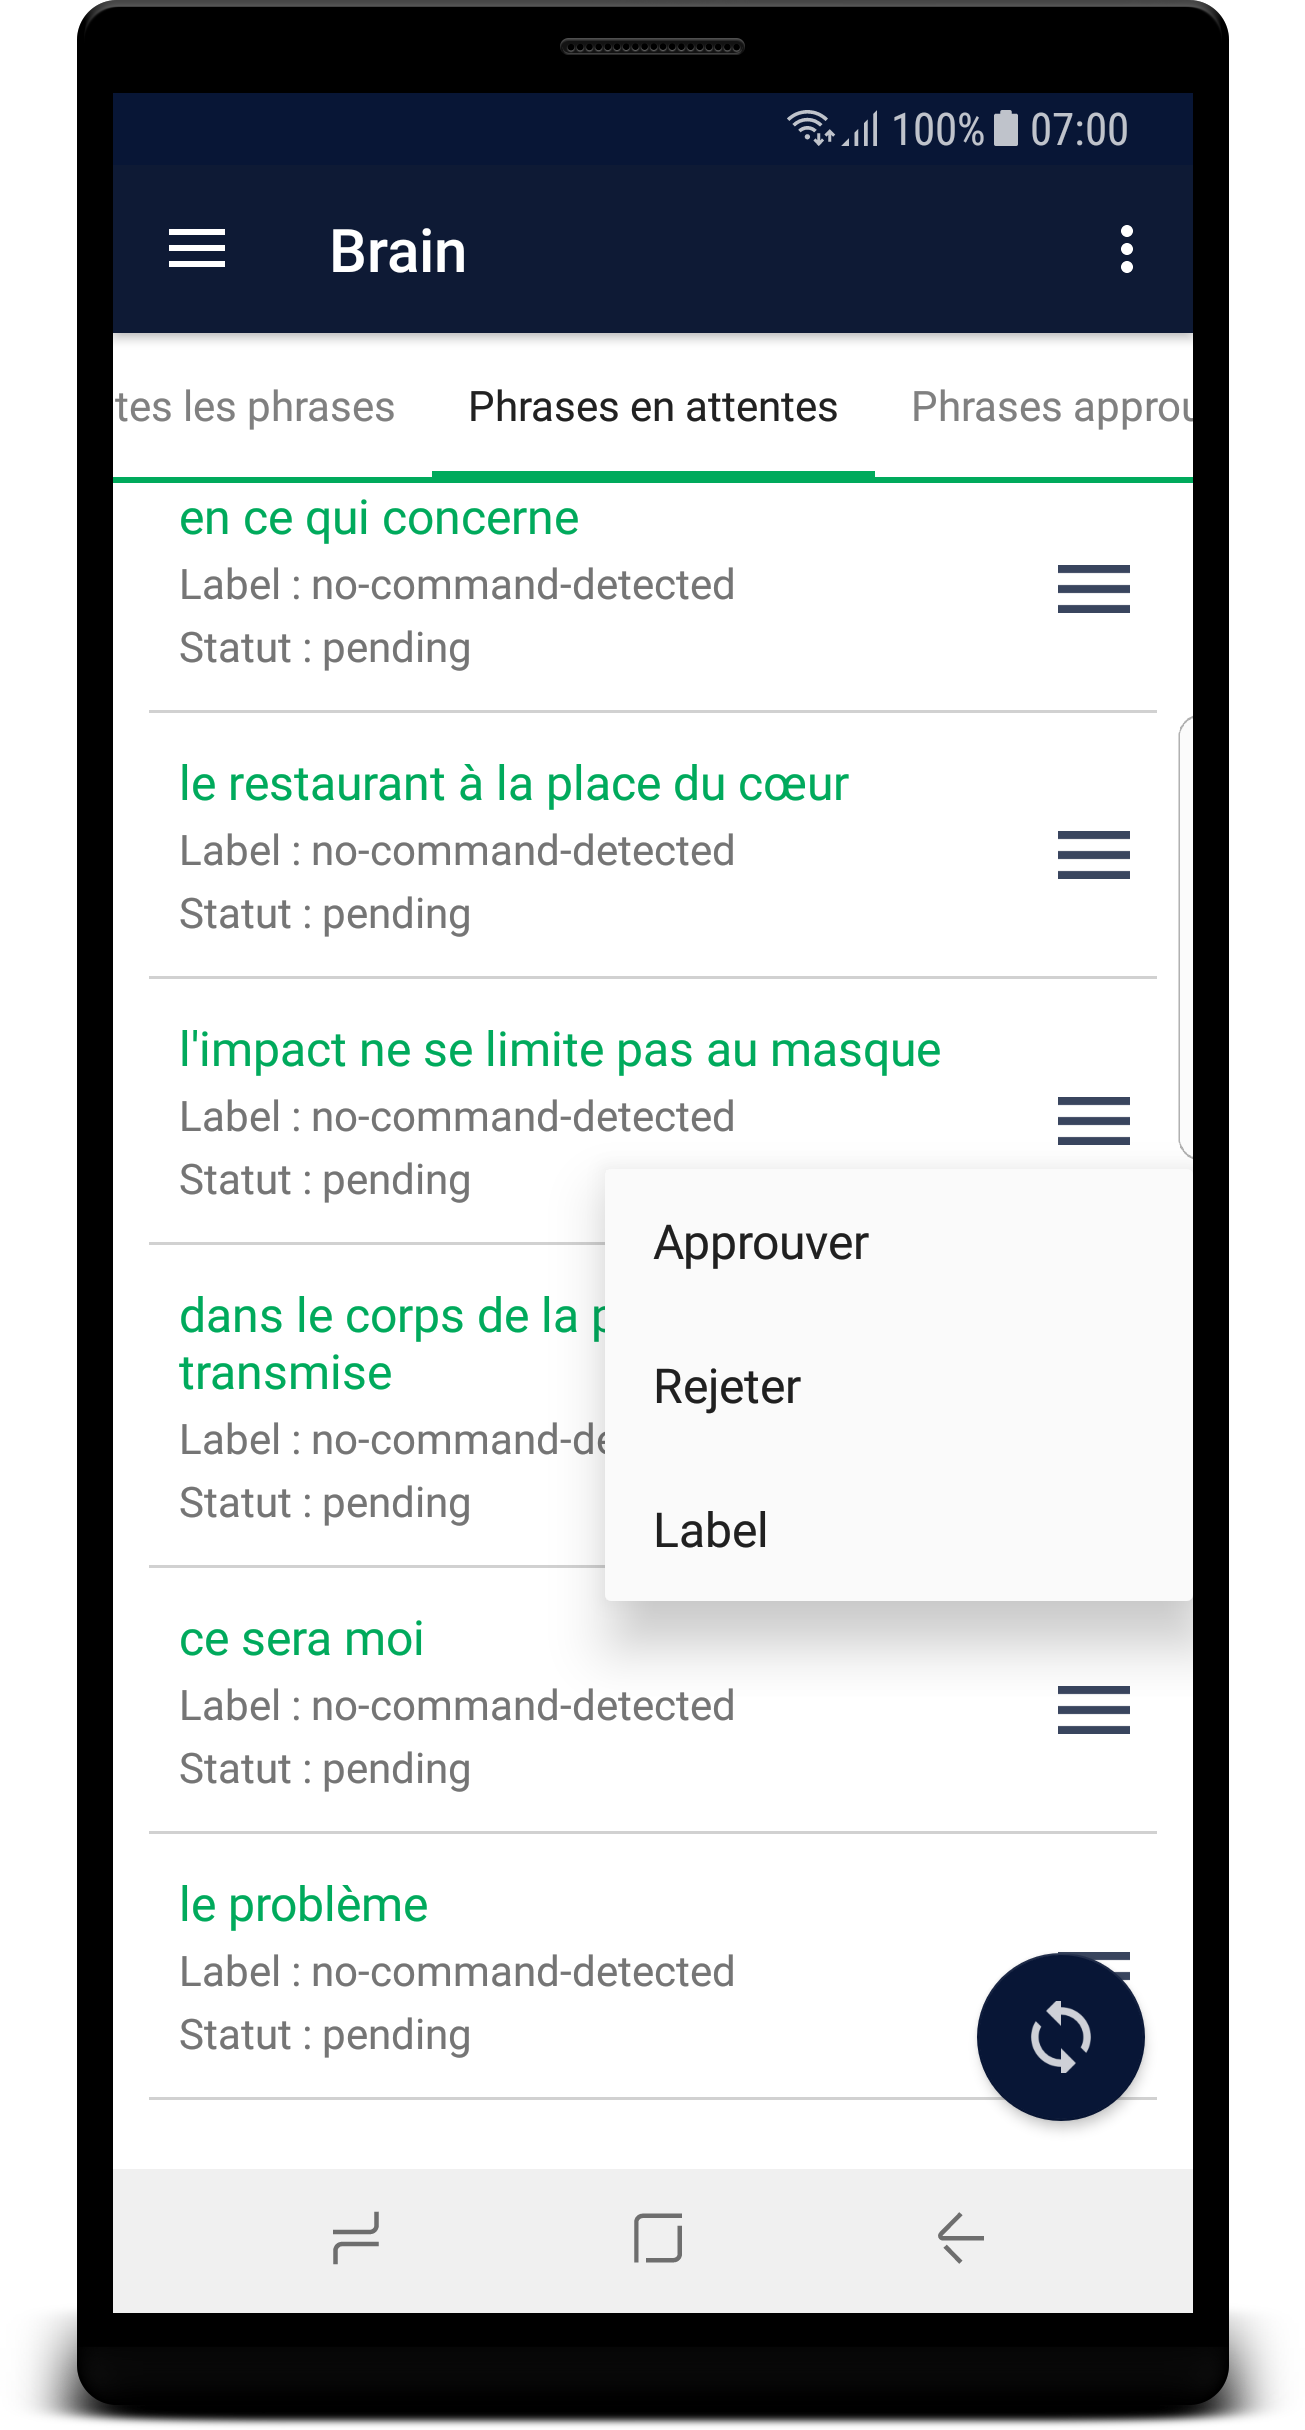 100% 07:00
Brain
tes les phrases Phrases en attentes Phrases approu
en ce qui concerne
Label : no-command-detected
Statut : pending
le restaurant à la place du cœur
Label : no-command-detected
Statut : pending
l'impact ne se limite pas au masque
Label : no-command-detected
Statut : pending
dans le corps de la
transmise
Label : no-command-de
Statut : pending
Approuver
Rejeter
Label
ce sera moi
Label : no-command-detected
Statut : pending
le problème
Label : no-command-detected
Statut : pending